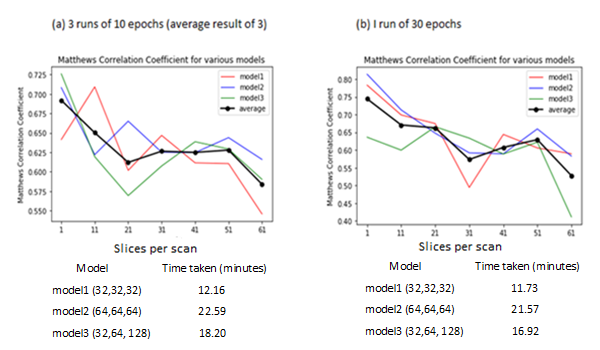 (a) 3 runs of 10 epochs (average result of 3)
Matthews Correlation Coefficient for various models
model1
model2
model3
average
Matthews Correlation Coefficient
0.725
0.700
0.675
0.650
0.625
0.600
0.575
0.550
1 11 21 31 41 51 61
Slices per scan
Model Time taken (minutes)
model1 (32,32,32) 12.16
model2 (64,64,64) 22.59
model3 (32,64, 128) 18.20
(b) I run of 30 epochs
Matthews Correlation Coefficient for various models
model1
model2
model3
average
Matthews Correlation Coefficient
0.80
0.75
0.70
0.65
0.60
0.55
0.50
0.45
0.40
1 11 21 31 41 51 61
Slices per scan
Model Time taken (minutes)
model1 (32,32,32) 11.73
model2 (64,64,64) 21.57
model3 (32,64, 128) 16.92